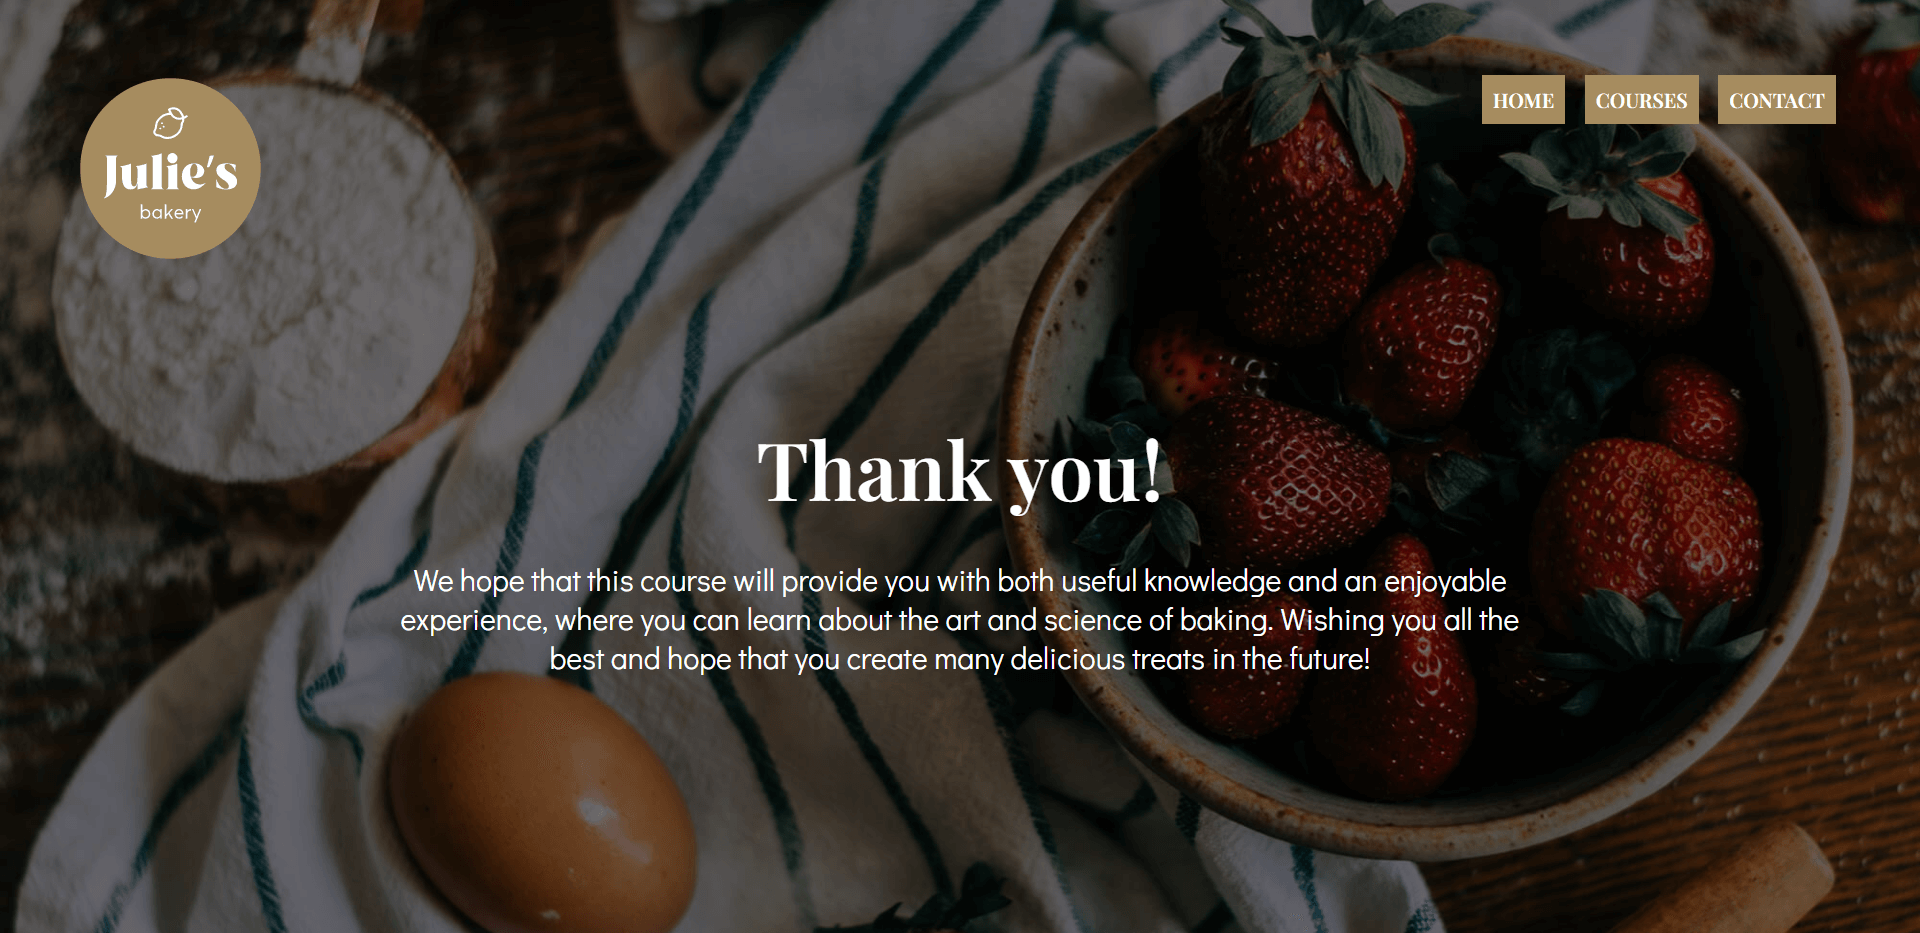 Julie's
bakery
HOME
COURSES
CONTACT
Thank you!
We hope that this course will provide you with both useful knowledge and an enjoyable
experience, where you can learn about the art and science of baking. Wishing you all the
best and hope that you create many delicious treats in the future!